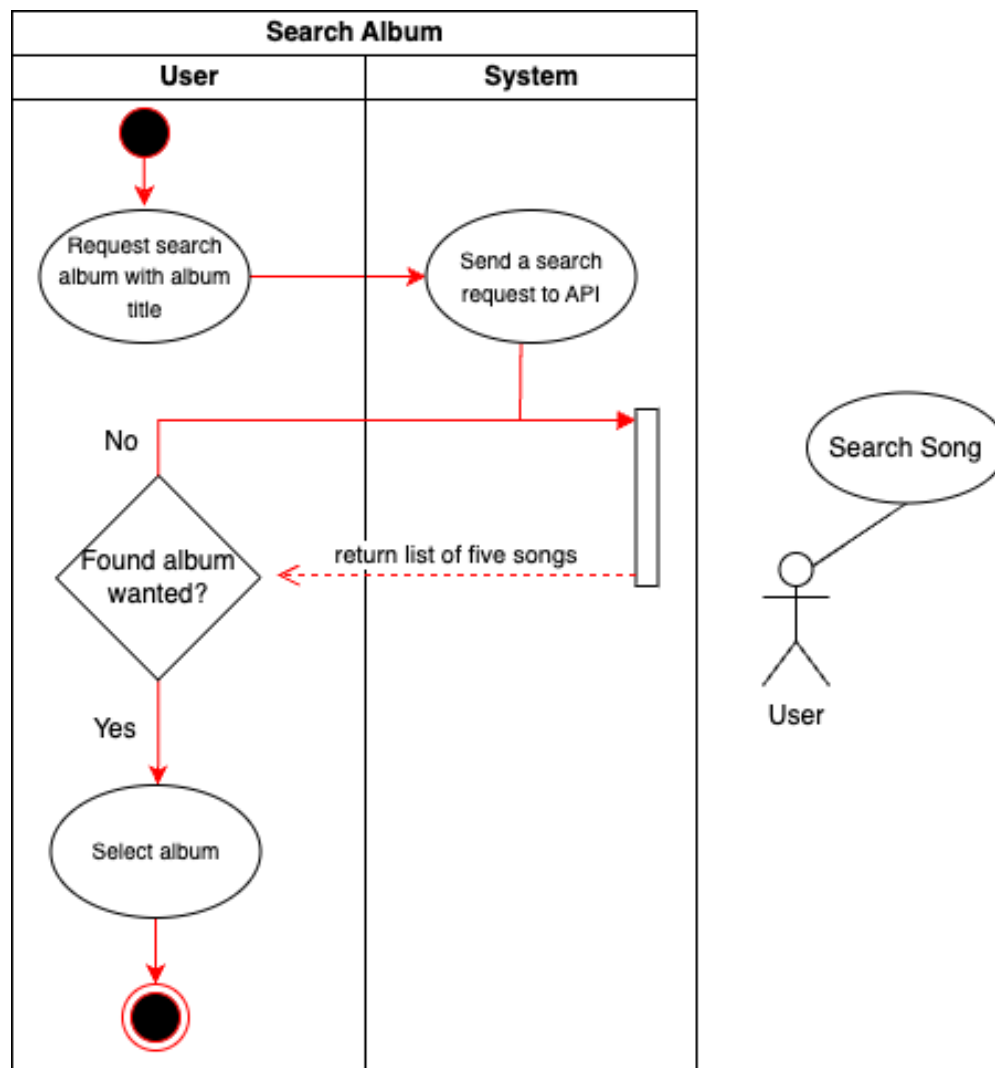 Search Album
User
System
Request search
album with album
title
Send a search
request to API
No
Found album
wanted?
return list of five songs
Yes
Select album
Search Song
User